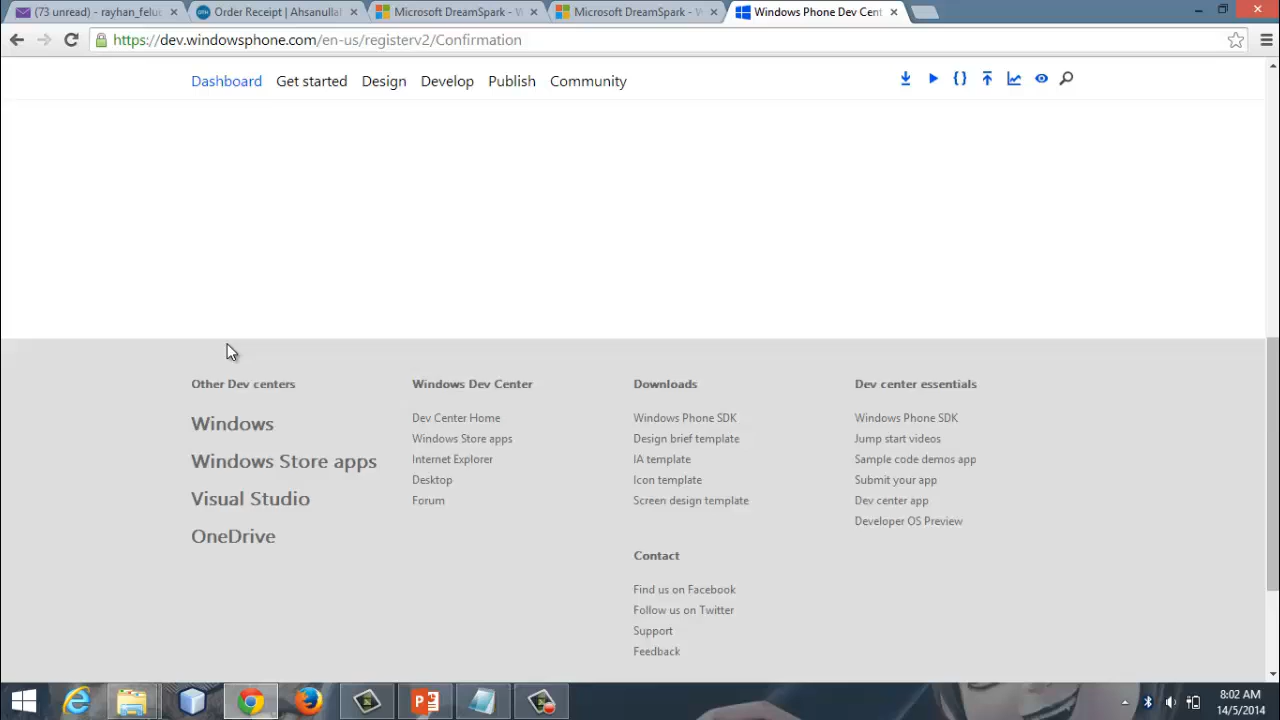 (73 unread) - rayhan_felu
Order Receipt | Ahsanullah
Microsoft DreamSpark - W
Microsoft DreamSpark - W
Windows Phone Dev Cent
https://dev.windowsphone.com/en-us/registerv2/Confirmation
Dashboard Get started Design Develop Publish Community
Other Dev centers
Windows
Windows Store apps
Visual Studio
OneDrive
Windows Dev Center
Dev Center Home
Windows Store apps
Internet Explorer
Desktop
Forum
Downloads
Windows Phone SDK
Design brief template
IA template
Icon template
Screen design template
Contact
Find us on Facebook
Follow us on Twitter
Support
Feedback
Dev center essentials
Windows Phone SDK
Jump start videos
Sample code demos app
Submit your app
Dev center app
Developer OS Preview
8:02 AM
14/5/2014